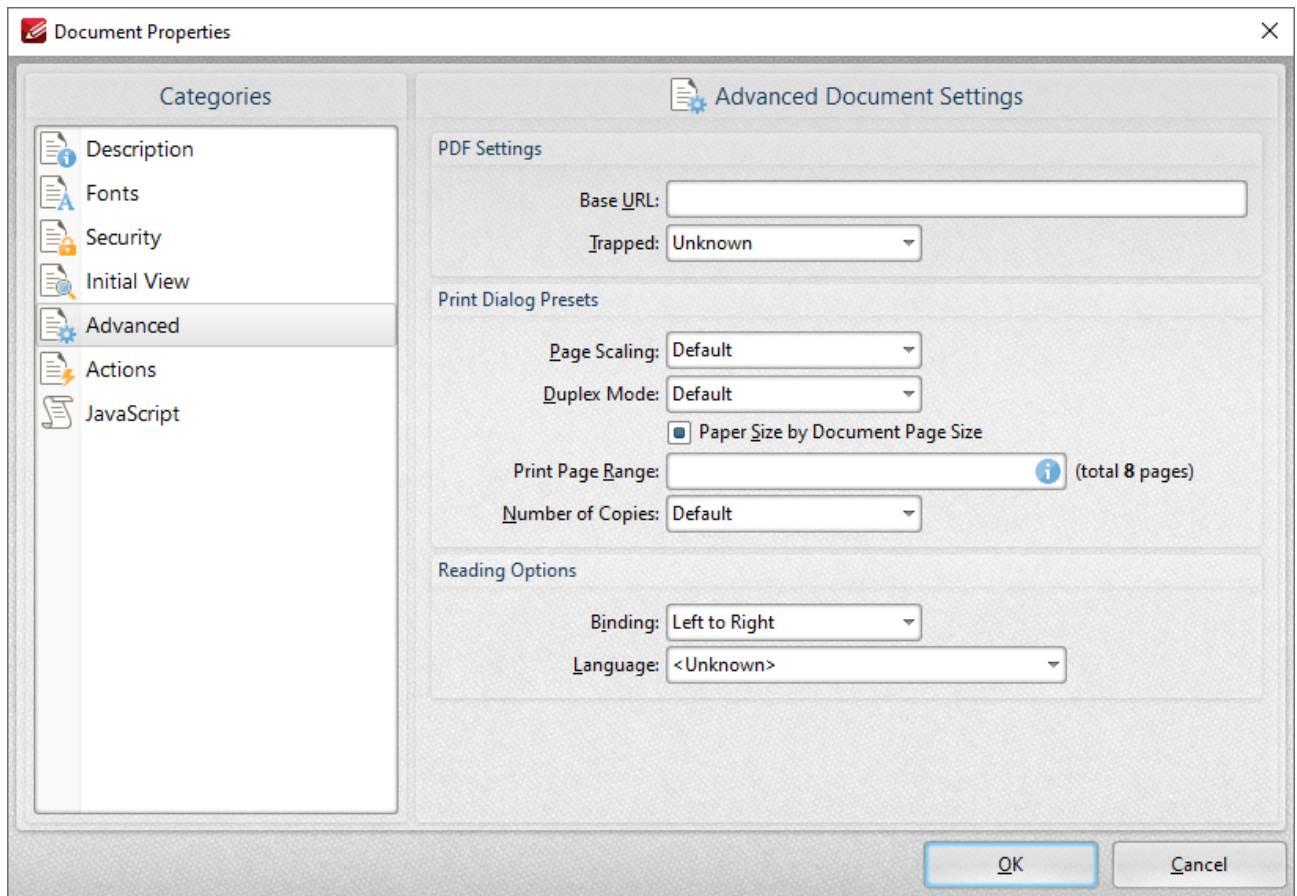 Document Properties
Categories
Description
Fonts
Security
Initial View
Advanced
Actions
JavaScript
Advanced Document Settings
PDF Settings
Base URL:
Trapped: Unknown
Print Dialog Presets
Page Scaling: Default
Duplex Mode: Default
Paper Size by Document Page Size
Print Page Range: (total 8 pages)
Number of Copies: Default
Reading Options
Binding: Left to Right
Language: <Unknown>
OK Cancel